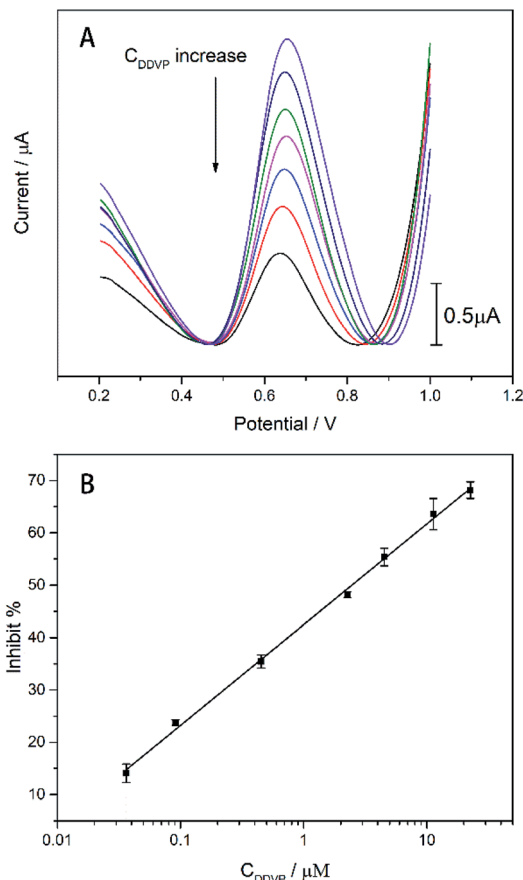 A
C_DDVP increase
Current / μA
0.5μA
0.2 0.4 0.6 0.8 1.0 1.2
Potential / V
B
70
60
50
40
30
20
10
Inhibit %
0.01 0.1 1 10
C_DDVP / μM